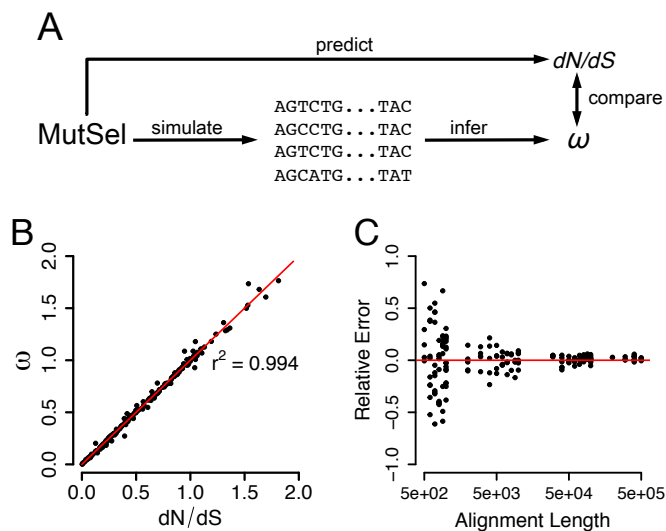 A
predict
dN/dS
compare
MutSel
simulate
AGTCTG...TAC
AGCCTG...TAC
AGTCTG...TAC
AGCATG...TAT
infer
ω
B
ω
2.0
1.5
1.0
0.5
0.0
r² = 0.994
0.0 0.5 1.0 1.5 2.0
dN/dS
C
Relative Error
1.0
0.5
0.0
−0.5
−1.0
5e+02 5e+03 5e+04 5e+05
Alignment Length